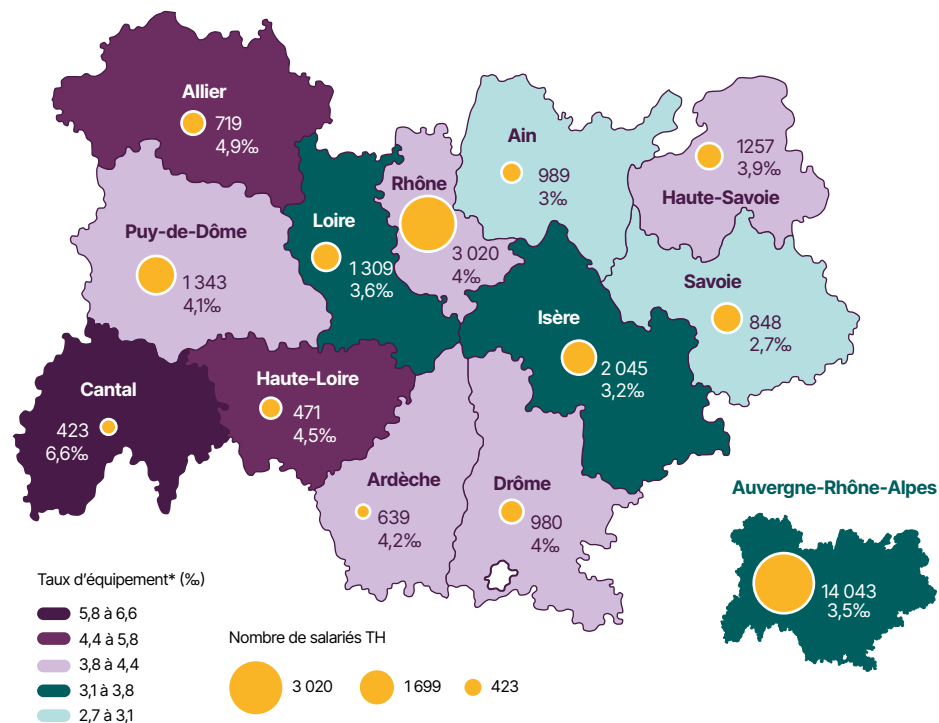 Allier
719
4,9‰
Ain
989
3‰
1257
3,9‰
Haute-Savoie
Rhône
3 020
4‰
Puy-de-Dôme
1 343
4,1‰
Loire
1 309
3,6‰
Savoie
848
2,7‰
Isère
2 045
3,2‰
Cantal
423
6,6‰
Haute-Loire
471
4,5‰
Ardèche
639
4,2‰
Drôme
980
4‰
Auvergne-Rhône-Alpes
14 043
3,5‰
Taux d’équipement* (‰)
5,8 à 6,6
4,4 à 5,8
3,8 à 4,4
3,1 à 3,8
2,7 à 3,1
Nombre de salariés TH
3 020
1 699
423